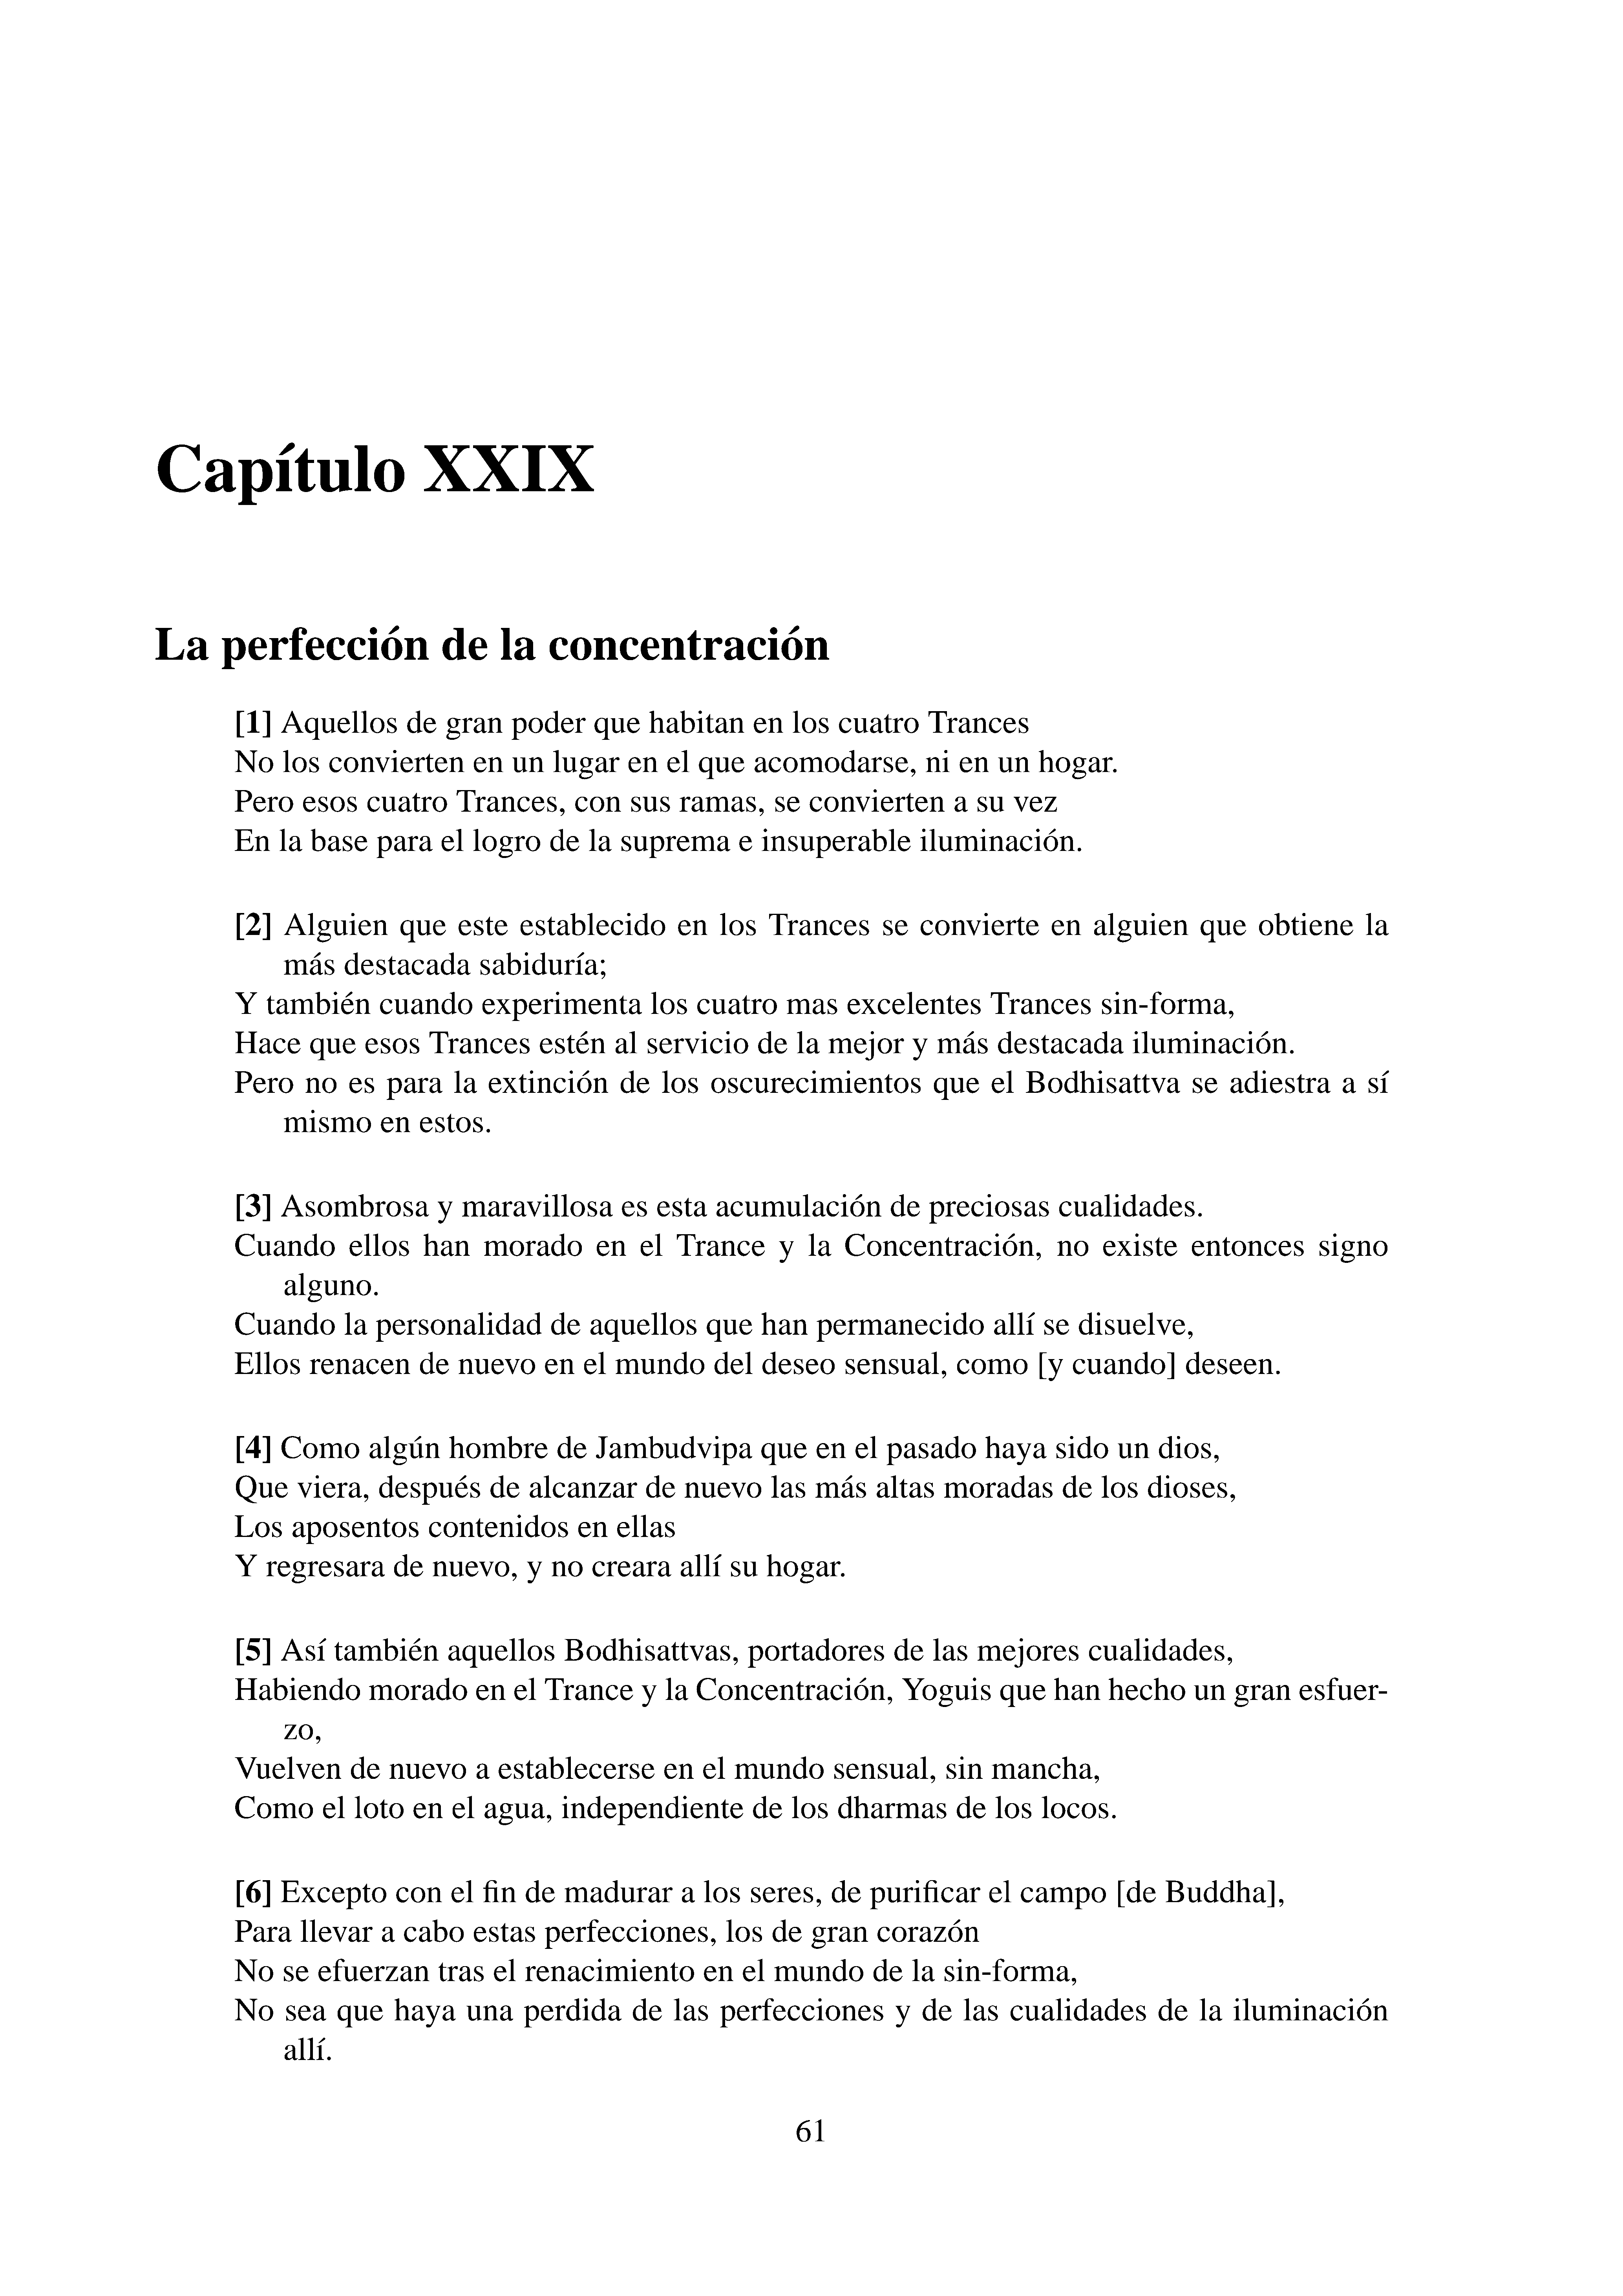 Capítulo XXIX
La perfección de la concentración
[1] Aquellos de gran poder que habitan en los cuatro Trances
No los convierten en un lugar en el que acomodarse, ni en un hogar.
Pero esos cuatro Trances, con sus ramas, se convierten a su vez
En la base para el logro de la suprema e insuperable iluminación.
[2] Alguien que este establecido en los Trances se convierte en alguien que obtiene la
más destacada sabiduría;
Y también cuando experimenta los cuatro mas excelentes Trances sin-forma,
Hace que esos Trances estén al servicio de la mejor y más destacada iluminación.
Pero no es para la extinción de los oscurecimientos que el Bodhisattva se adiestra a sí
mismo en estos.
[3] Asombrosa y maravillosa es esta acumulación de preciosas cualidades.
Cuando ellos han morado en el Trance y la Concentración, no existe entonces signo
alguno.
Cuando la personalidad de aquellos que han permanecido allí se disuelve,
Ellos renacen de nuevo en el mundo del deseo sensual, como [y cuando] deseen.
[4] Como algún hombre de Jambudvipa que en el pasado haya sido un dios,
Que viera, después de alcanzar de nuevo las más altas moradas de los dioses,
Los aposentos contenidos en ellas
Y regresara de nuevo, y no creara allí su hogar.
[5] Así también aquellos Bodhisattvas, portadores de las mejores cualidades,
Habiendo morado en el Trance y la Concentración, Yoguis que han hecho un gran esfuer-
zo,
Vuelven de nuevo a establecerse en el mundo sensual, sin mancha,
Como el loto en el agua, independiente de los dharmas de los locos.
[6] Excepto con el fin de madurar a los seres, de purificar el campo [de Buddha],
Para llevar a cabo estas perfecciones, los de gran corazón
No se efuerzan tras el renacimiento en el mundo de la sin-forma,
No sea que haya una perdida de las perfecciones y de las cualidades de la iluminación
allí.
61